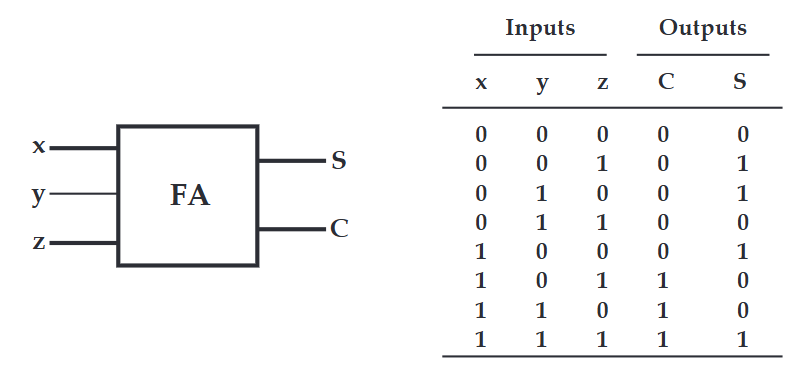 x
y
z
FA
S
C
Inputs Outputs
x y z C S
0 0 0 0 0
0 0 1 0 1
0 1 0 0 1
0 1 1 0 0
1 0 0 0 1
1 0 1 1 0
1 1 0 1 0
1 1 1 1 1